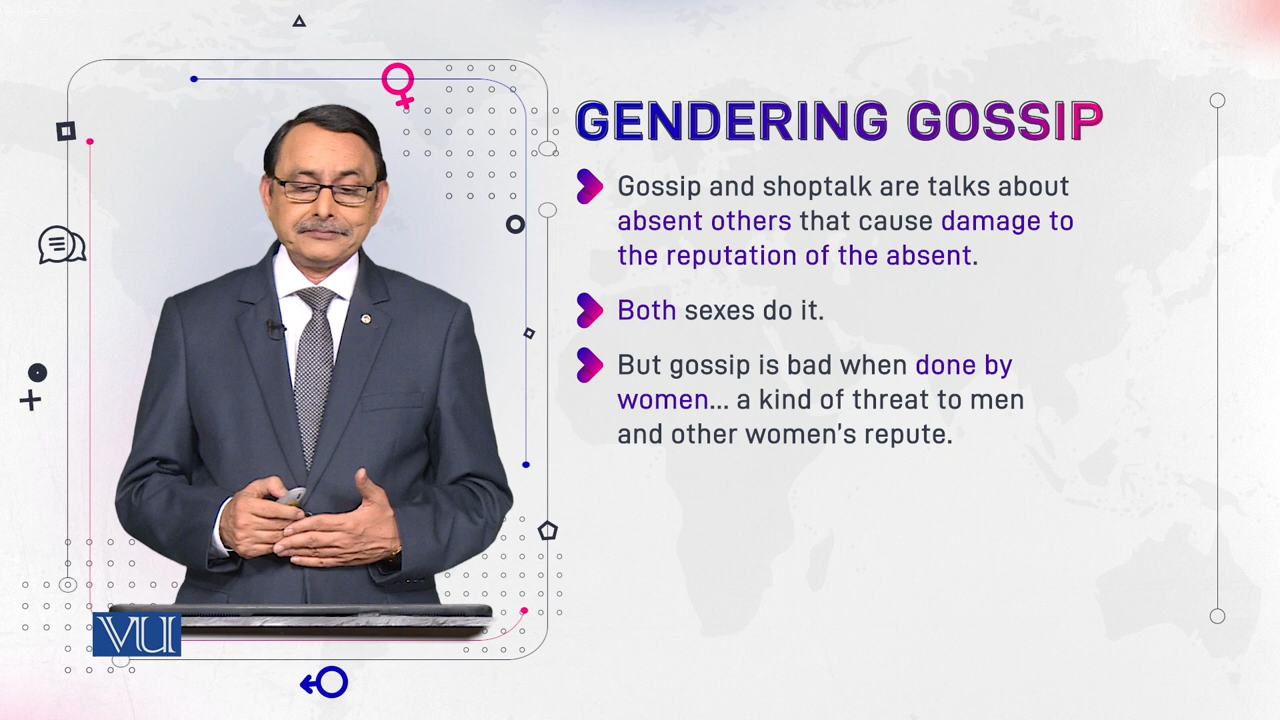 GENDERING GOSSIP
Gossip and shoptalk are talks about
absent others that cause damage to
the reputation of the absent.
Both sexes do it.
But gossip is bad when done by
women... a kind of threat to men
and other women's repute.
VU